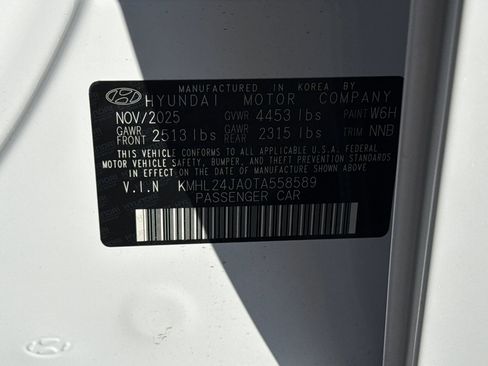 MANUFACTURED IN KOREA BY
HYUNDAI MOTOR COMPANY
NOV/2025 GVWR 4453 lbs PAINT W6H
GAWR FRONT 2513 lbs GAWR REAR 2315 lbs TRIM NNB
THIS VEHICLE CONFORMS TO ALL APPLICABLE U.S.A. FEDERAL
MOTOR VEHICLE SAFETY, BUMPER, AND THEFT PREVENTION STANDARDS
IN EFFECT ON THE DATE OF MANUFACTURE SHOWN ABOVE
V.I.N KMHL24JA0TA558589
PASSENGER CAR